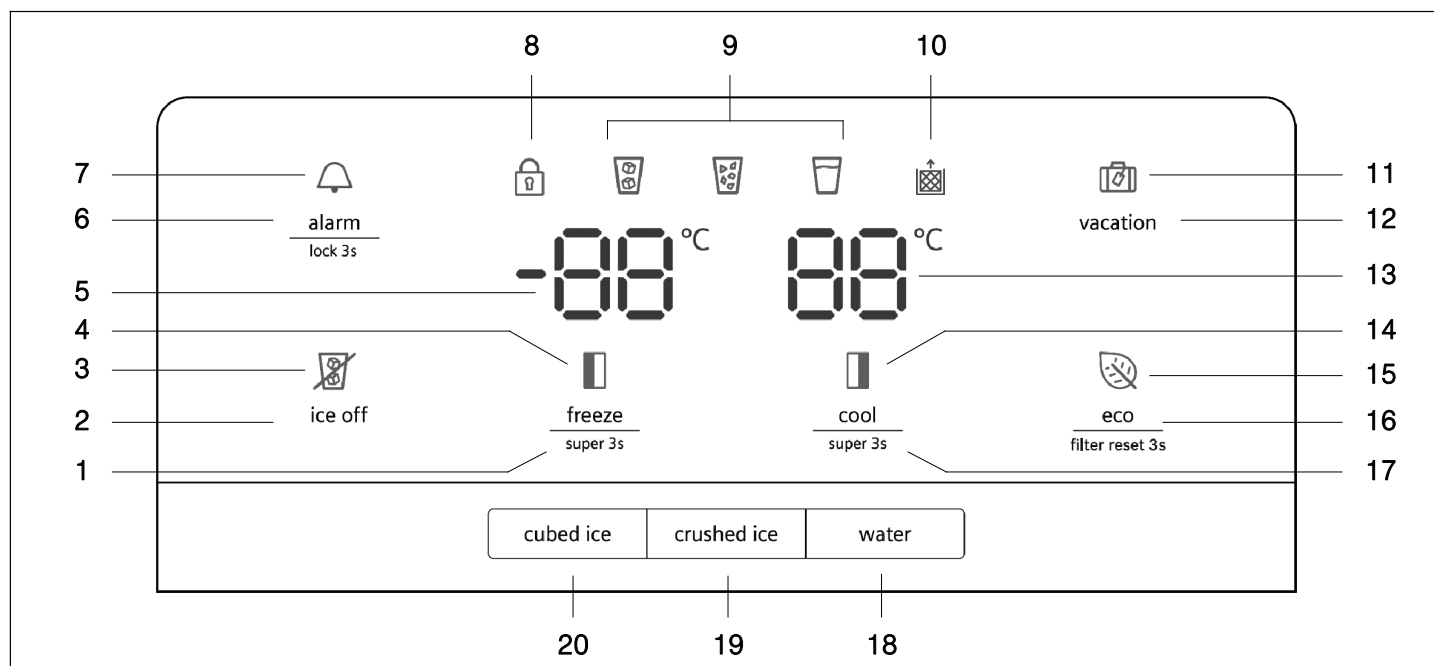 8 9 10
7 11
6 alarm vacation 12
lock 3s
-88 °C 88 °C
5 13
4 14
3 15
2 ice off freeze cool eco 16
super 3s super 3s filter reset 3s
1 17
cubed ice crushed ice water
20 19 18